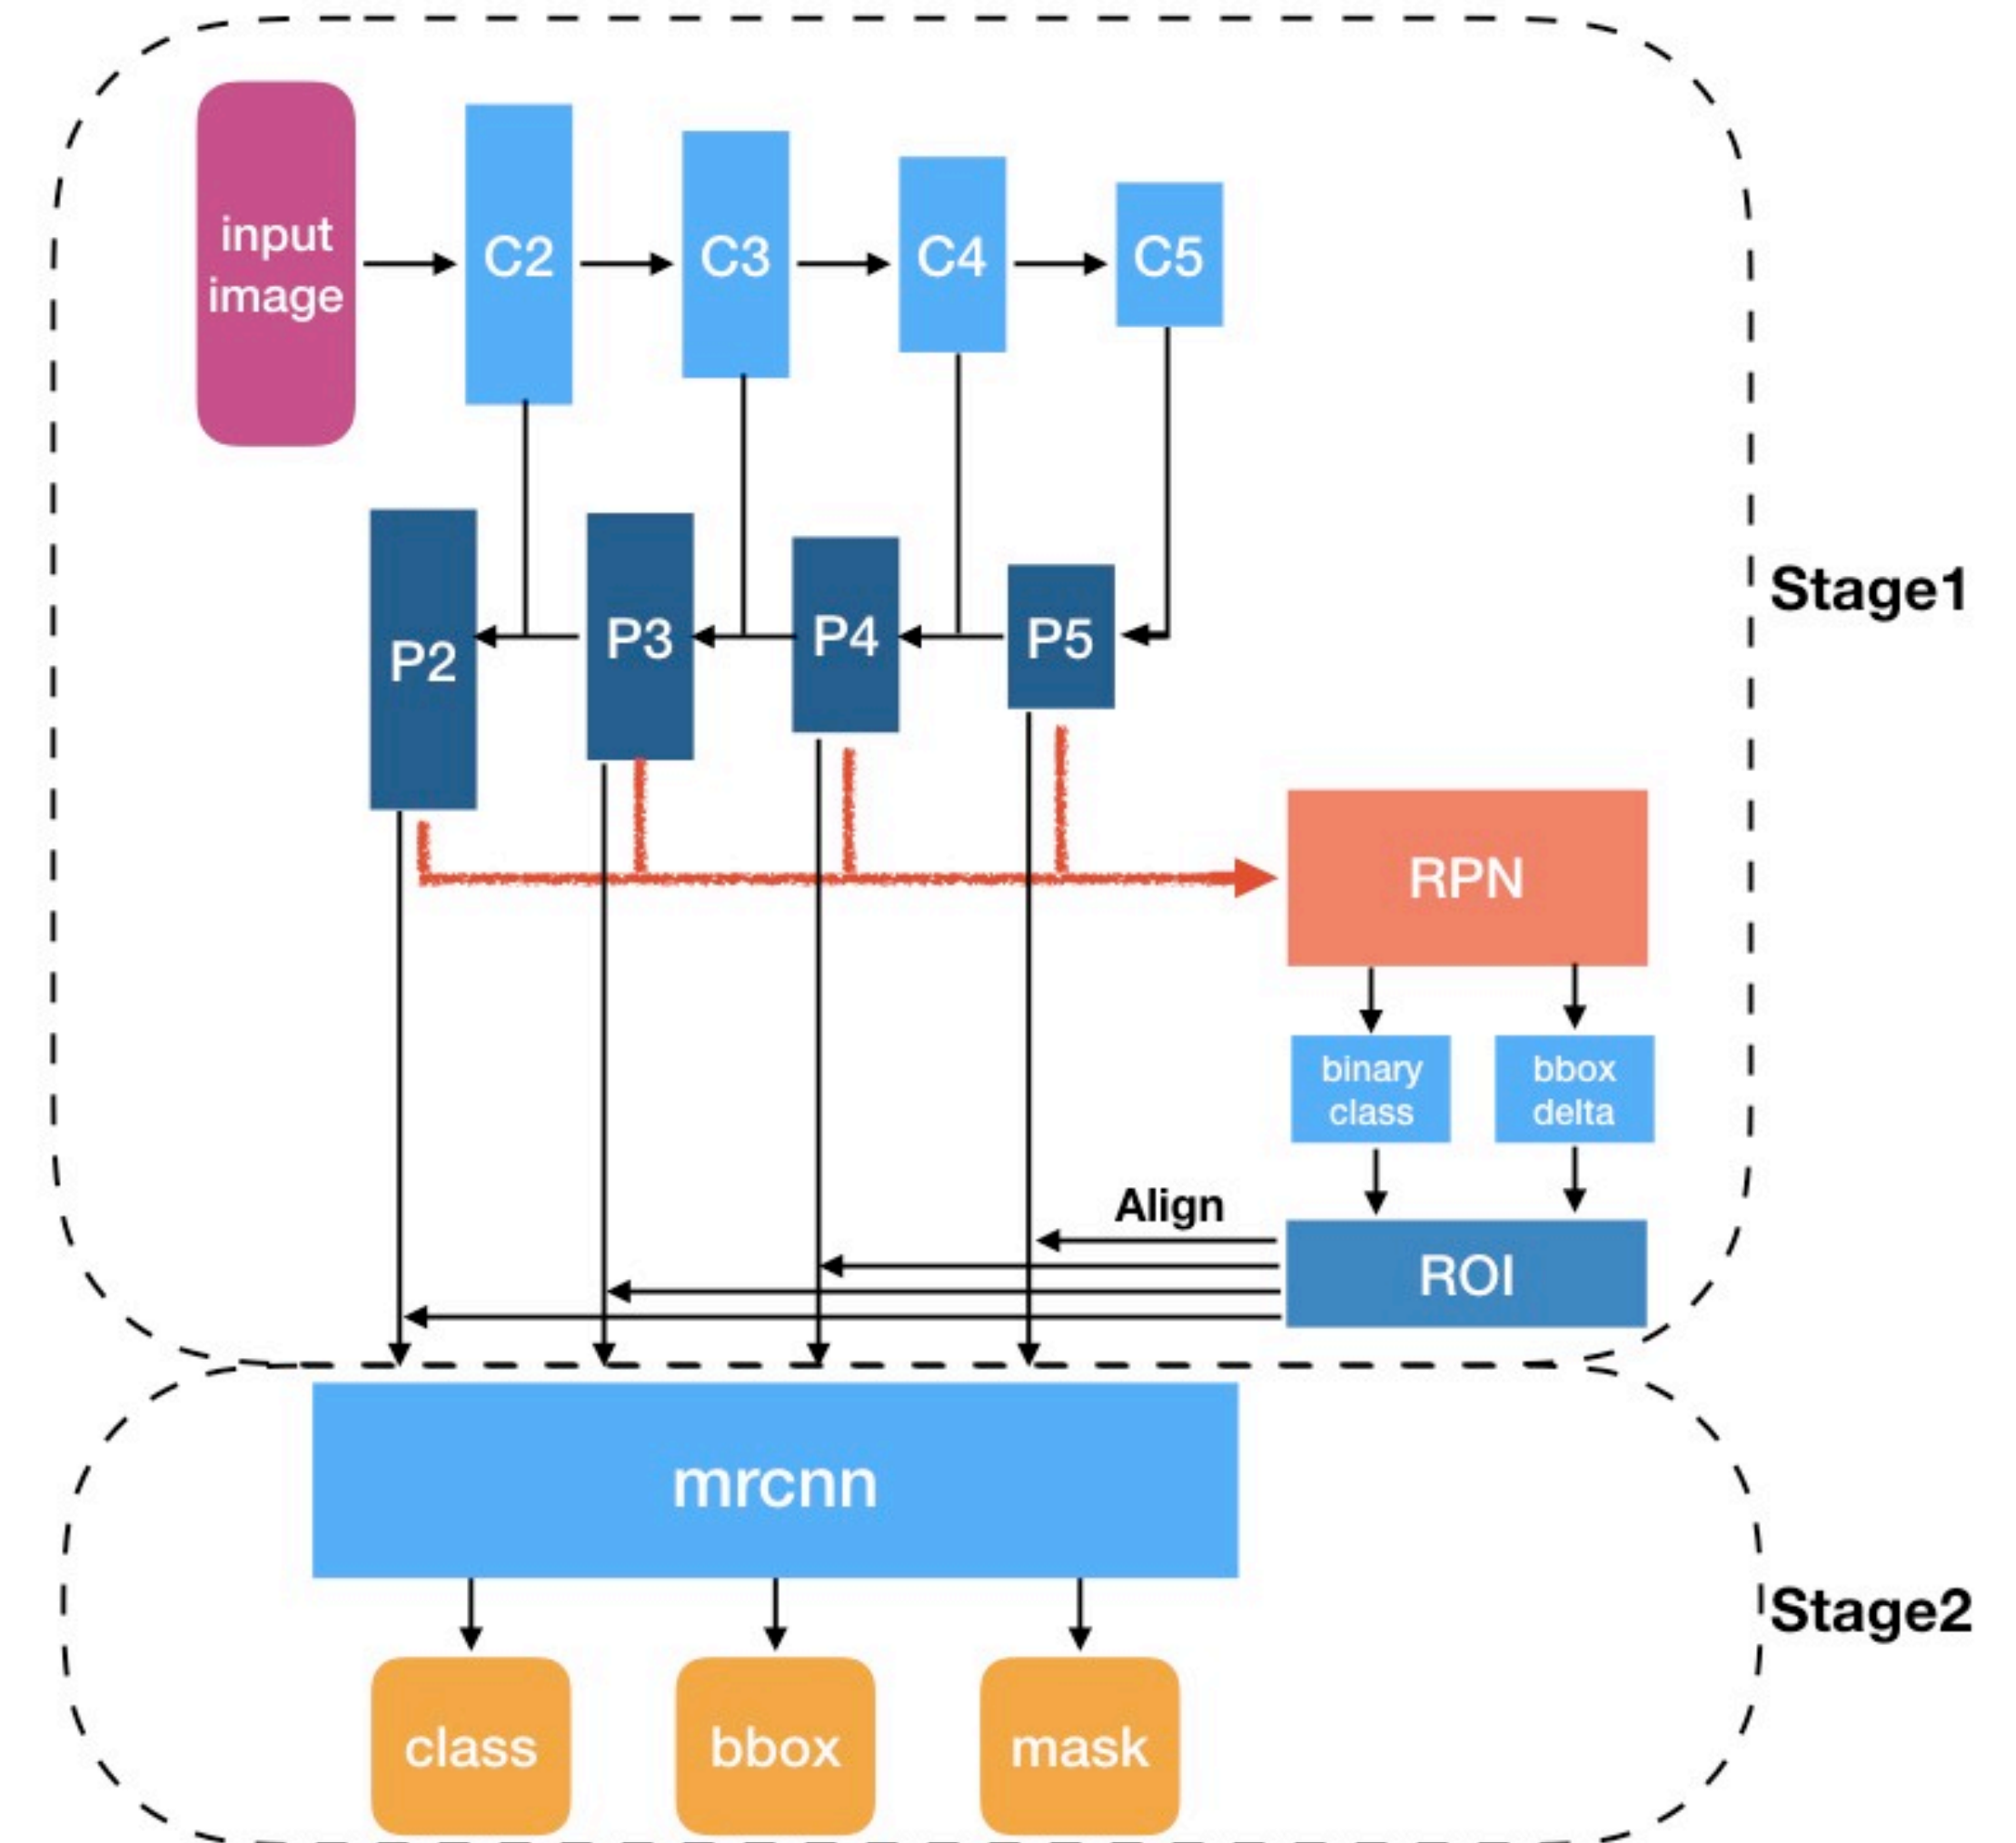 input
image
C2
C3
C4
C5
P2
P3
P4
P5
Stage1
RPN
binary
class
bbox
delta
Align
ROI
mrcnn
Stage2
class
bbox
mask